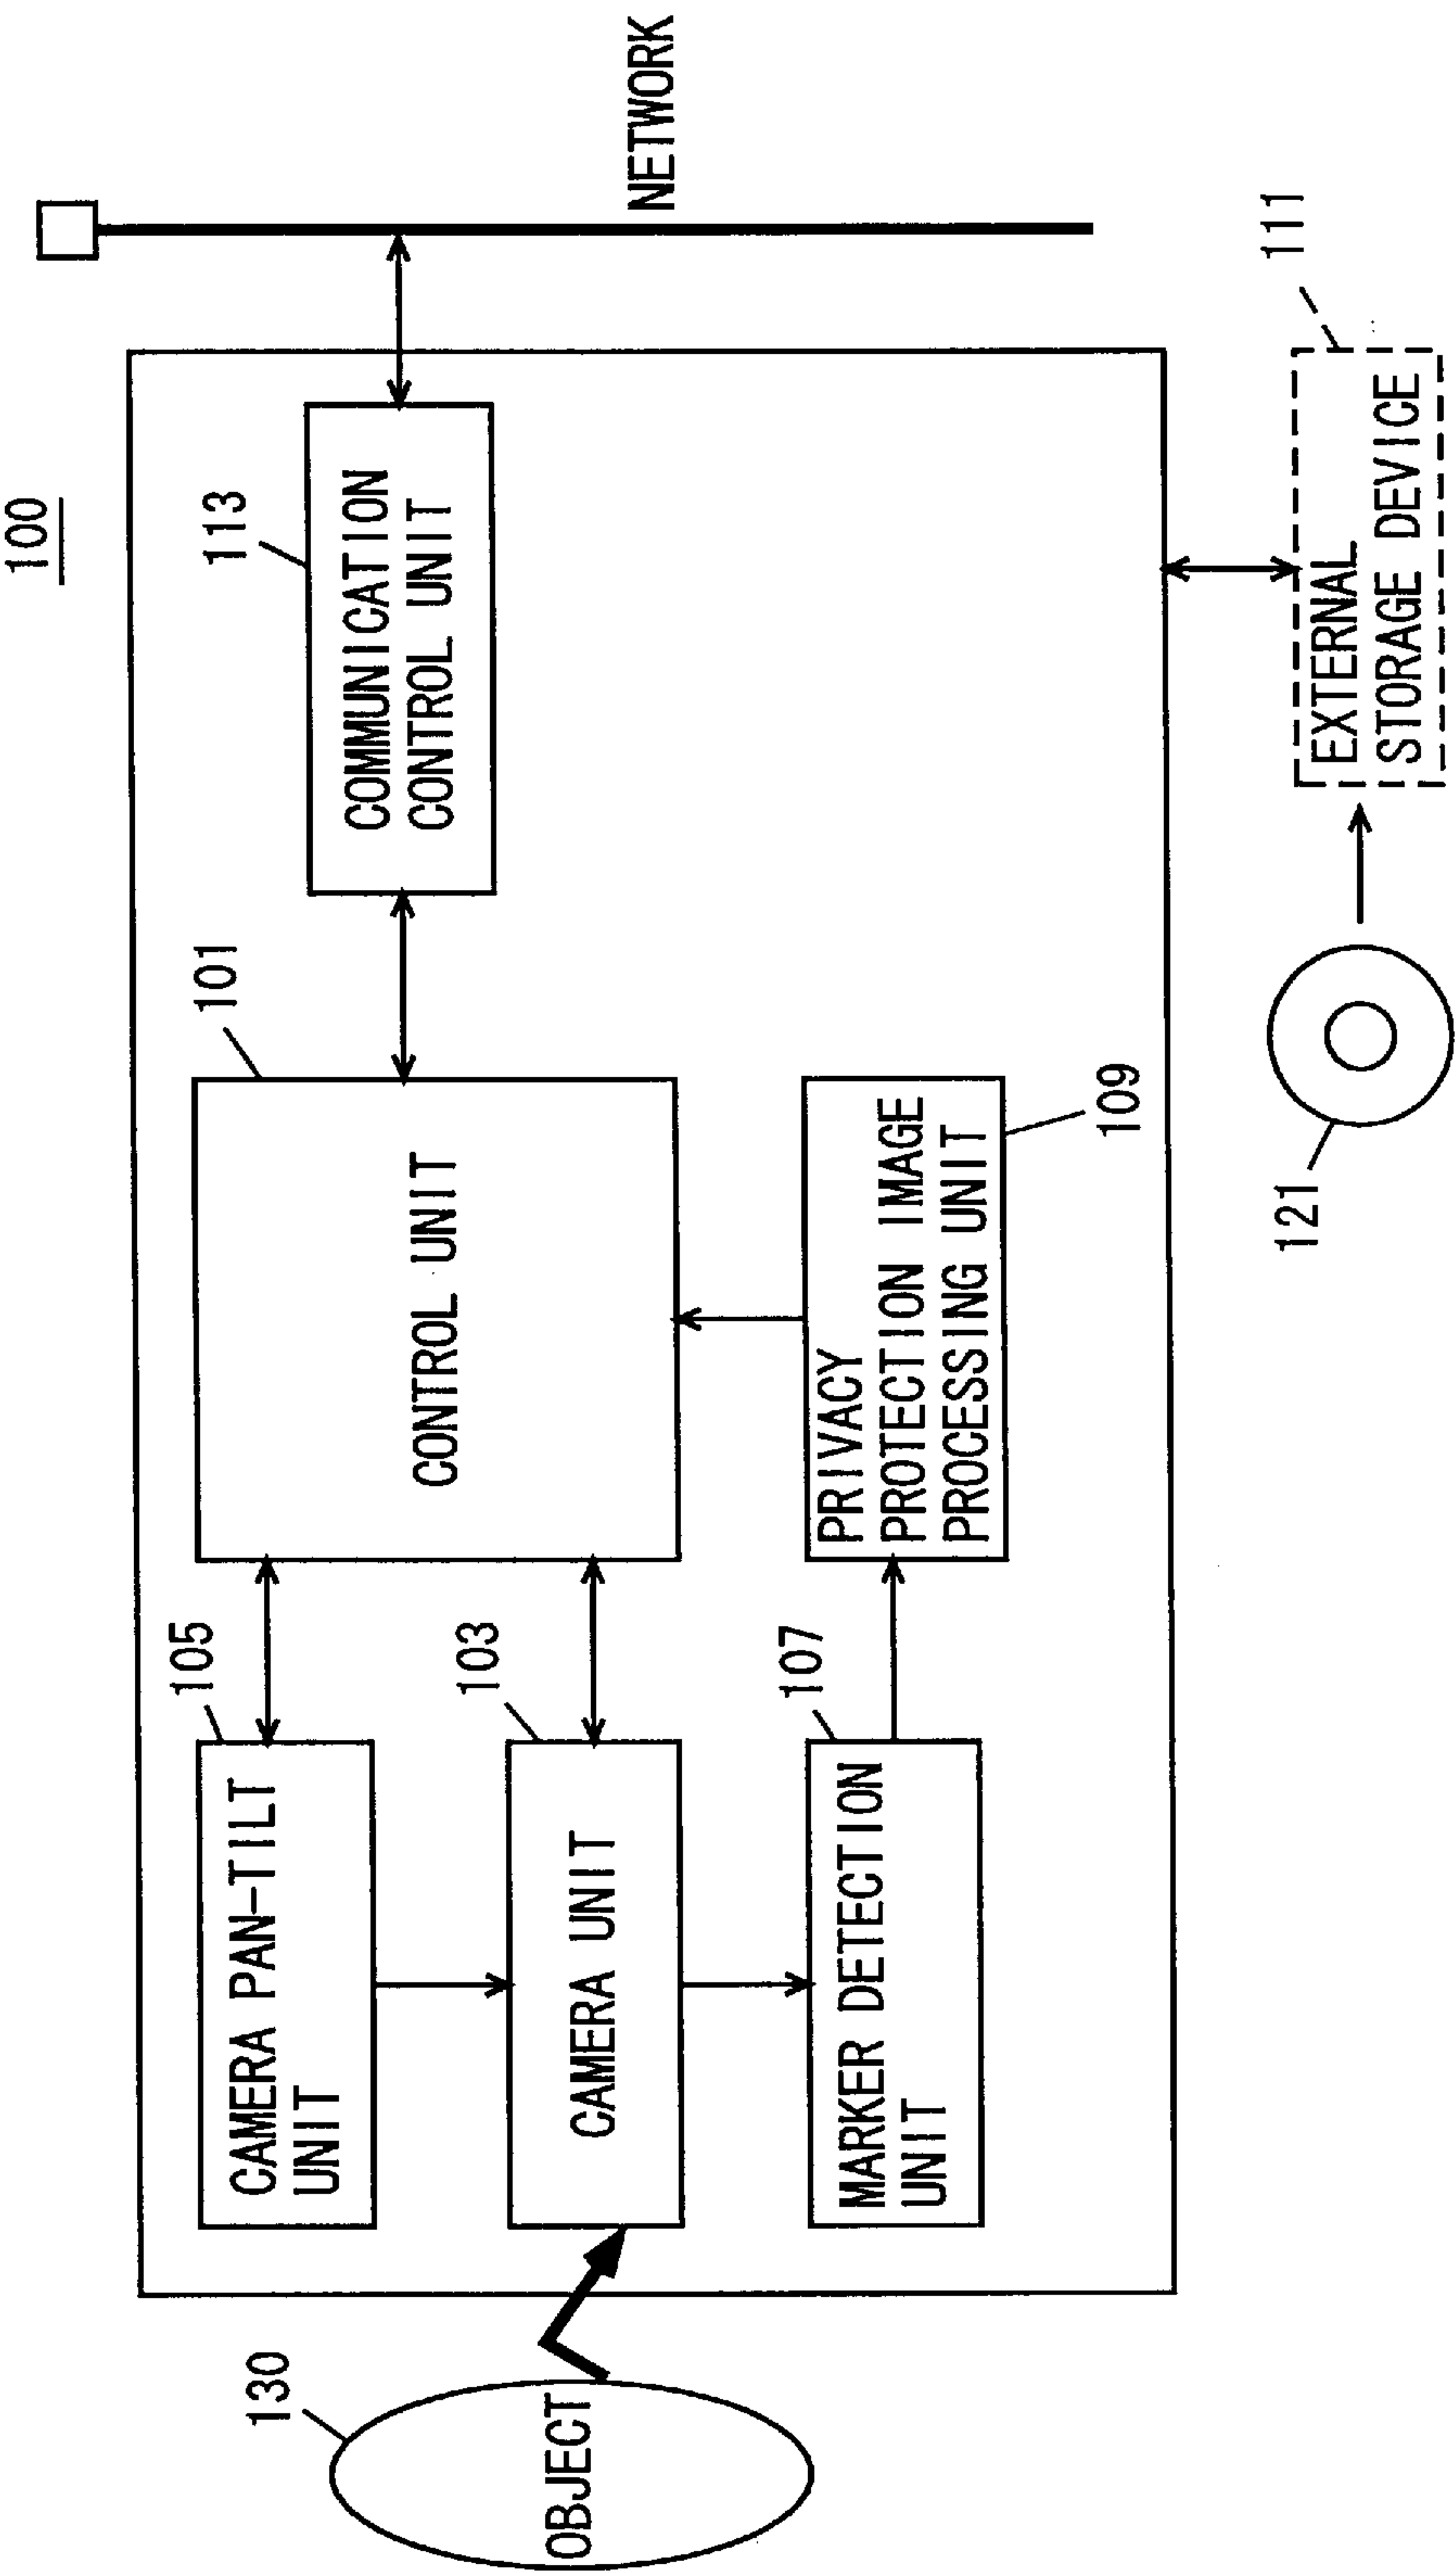 100
105
CAMERA PAN-TILT
UNIT
101
CONTROL UNIT
113
COMMUNICATION
CONTROL UNIT
130
OBJECT
103
CAMERA UNIT
NETWORK
107
MARKER DETECTION
UNIT
PRIVACY
PROTECTION IMAGE
PROCESSING UNIT
109
121
EXTERNAL
STORAGE DEVICE
111